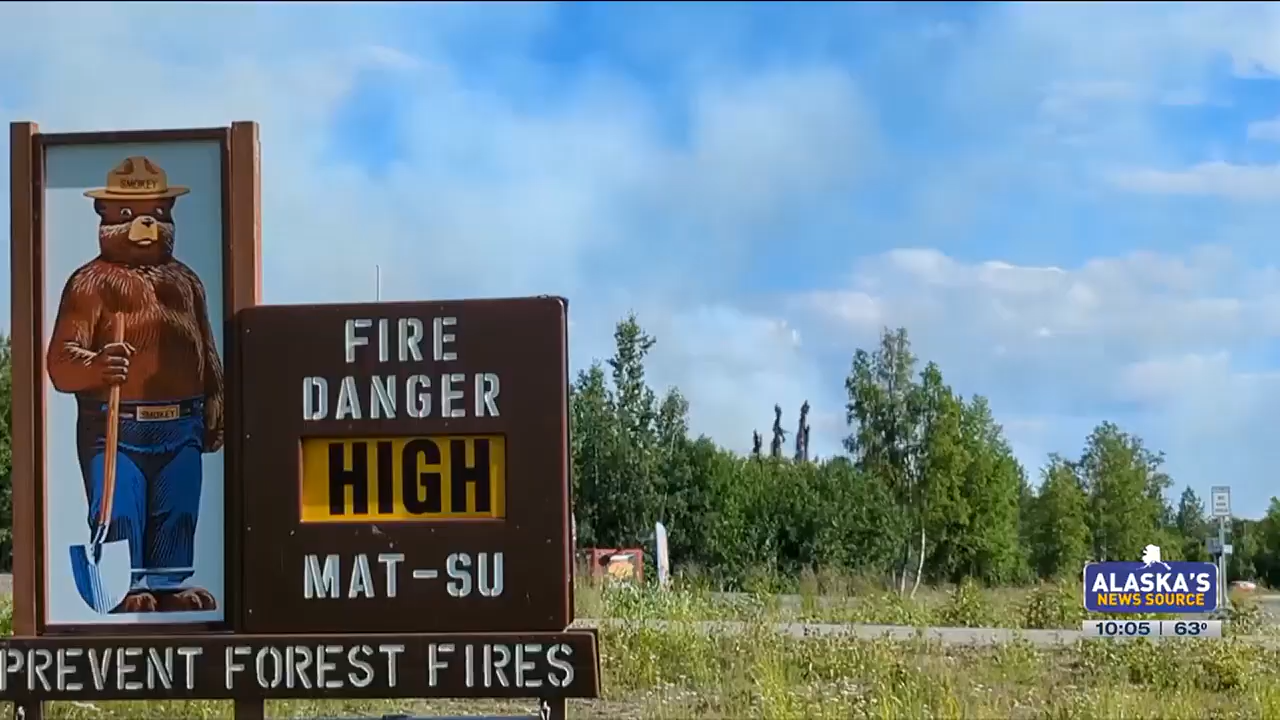 SMOKEY
SMOKEY
FIRE
DANGER
HIGH
MAT-SU
PREVENT FOREST FIRES
ALASKA'S
NEWS SOURCE
10:05 | 63°